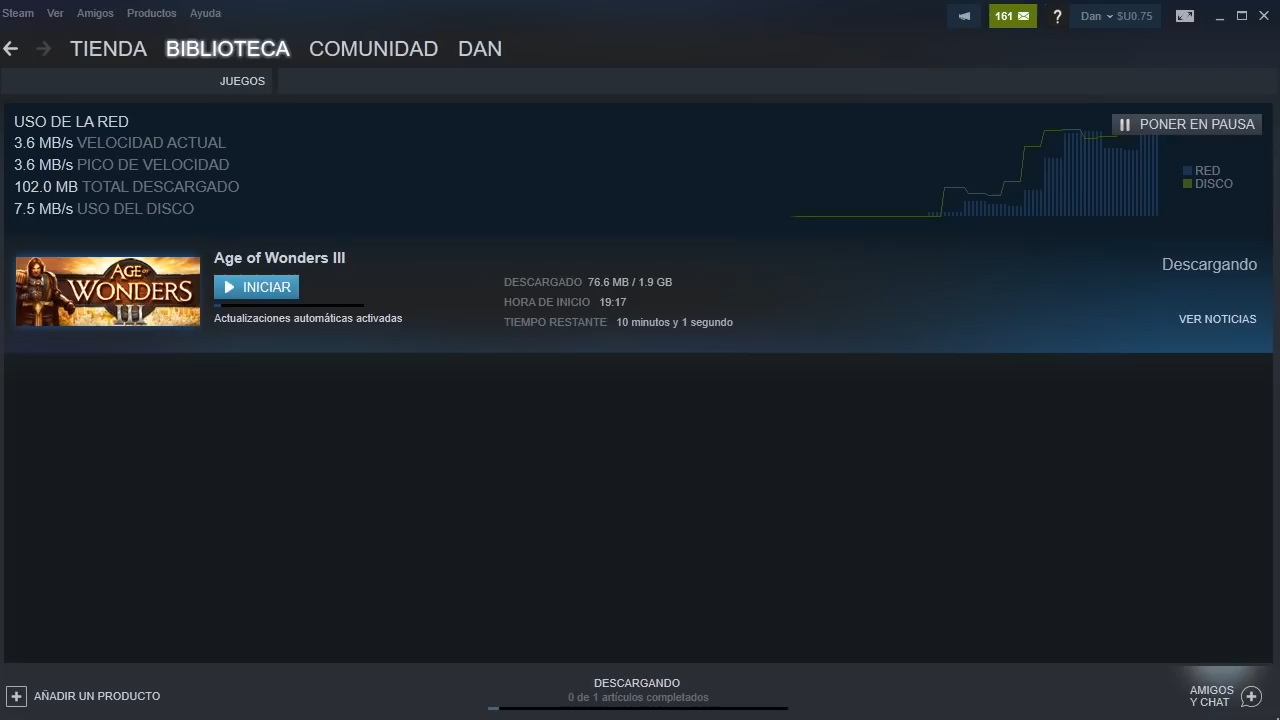 Steam Ver Amigos Productos Ayuda
161 ? Dan $U0.75
TIENDA BIBLIOTECA COMUNIDAD DAN
JUEGOS
USO DE LA RED
3.6 MB/s VELOCIDAD ACTUAL
3.6 MB/s PICO DE VELOCIDAD
102.0 MB TOTAL DESCARGADO
7.5 MB/s USO DEL DISCO
PONER EN PAUSA
RED
DISCO
AGE OF
WONDERS
III
Age of Wonders III
INICIAR
Actualizaciones automáticas activadas
DESCARGADO 76.6 MB / 1.9 GB
HORA DE INICIO 19:17
TIEMPO RESTANTE 10 minutos y 1 segundo
Descargando
VER NOTICIAS
AÑADIR UN PRODUCTO
DESCARGANDO
0 de 1 artículos completados
AMIGOS
Y CHAT